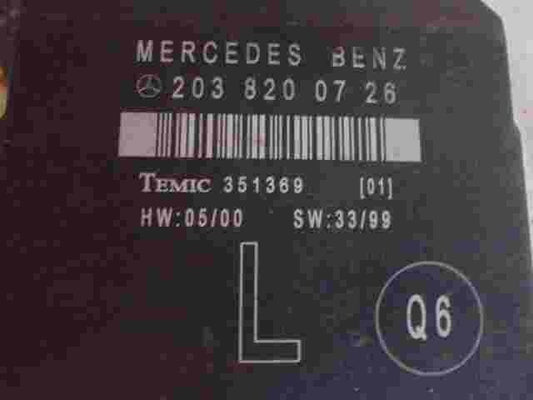 MERCEDES BENZ
203 820 07 26
TEMIC 351369 [01]
HW:05/00 SW:33/99
L
Q6